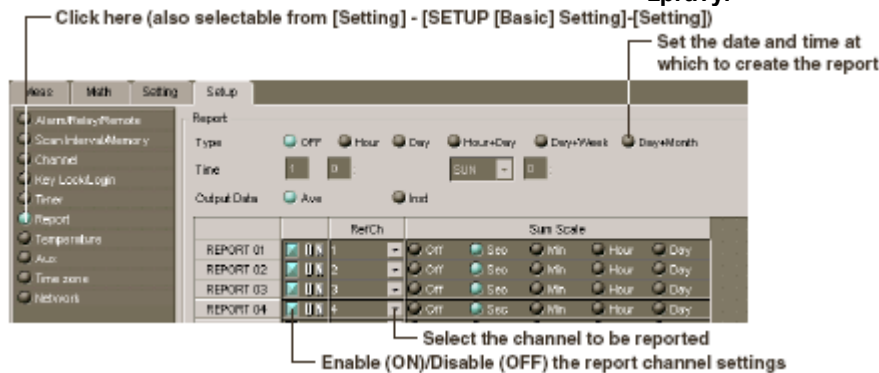 Click here (also selectable from [Setting] - [SETUP [Basic] Setting]-[Setting])
Set the date and time at
which to create the report
Math Setting Setup
Alarm/Relay/Remote
Scan Interval/Memory
Channel
Key Lock/Login
Timer
Report
Temperature
Aux
Time zone
Network
Report
Type OFF Hour Day Hour+Day Day+Week Day+Month
Time 1 0 : SUN 0 :
Output Data Ave Inst
RefCh Sum Scale
REPORT 01 ON 1 Off Sec Min Hour Day
REPORT 02 ON 2 Off Sec Min Hour Day
REPORT 03 ON 3 Off Sec Min Hour Day
REPORT 04 ON 4 Off Sec Min Hour Day
Select the channel to be reported
Enable (ON)/Disable (OFF) the report channel settings